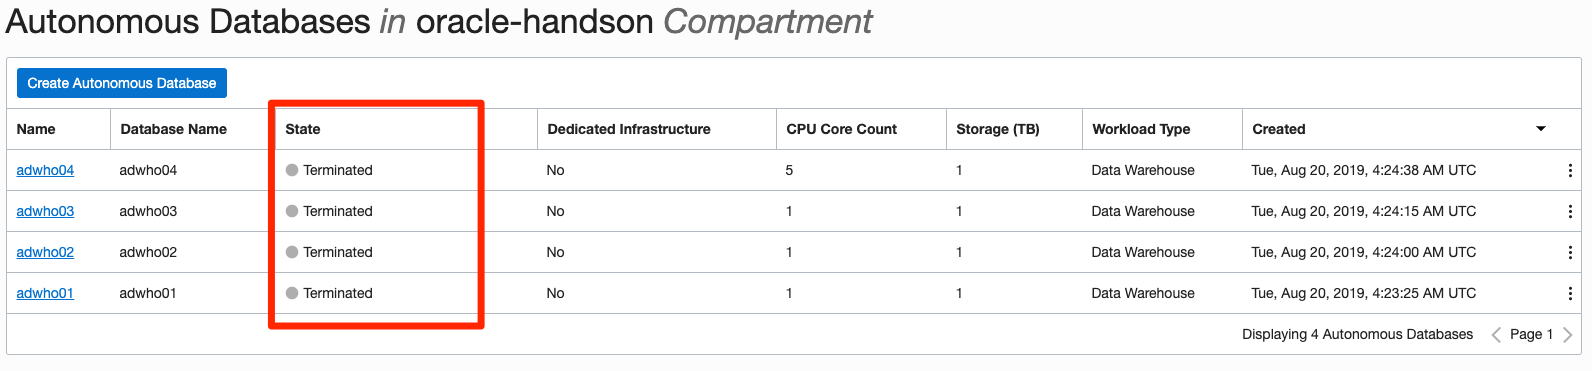 Autonomous Databases in oracle-handson Compartment
Create Autonomous Database
Name Database Name State Dedicated Infrastructure CPU Core Count Storage (TB) Workload Type Created
adwho04 adwho04 Terminated No 5 1 Data Warehouse Tue, Aug 20, 2019, 4:24:38 AM UTC
adwho03 adwho03 Terminated No 1 1 Data Warehouse Tue, Aug 20, 2019, 4:24:15 AM UTC
adwho02 adwho02 Terminated No 1 1 Data Warehouse Tue, Aug 20, 2019, 4:24:00 AM UTC
adwho01 adwho01 Terminated No 1 1 Data Warehouse Tue, Aug 20, 2019, 4:23:25 AM UTC
Displaying 4 Autonomous Databases Page 1